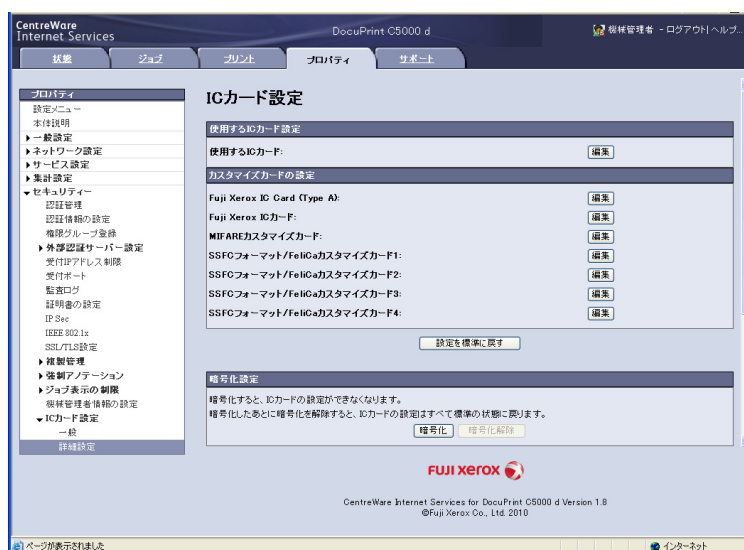 CentreWare
Internet Services
DocuPrint C5000 d
機械管理者 - ログアウト| ヘルプ...
状態
ジョブ
プリント
プロパティ
サポート
プロパティ
設定メニュー
本体説明
一般設定
ネットワーク設定
サービス設定
集計設定
セキュリティー
認証管理
認証情報の設定
権限グループ登録
外部認証サーバー設定
受付IPアドレス制限
受付ポート
監査ログ
証明書の設定
IP Sec
IEEE 802.1x
SSL/TLS設定
複製管理
強制アノテーション
ジョブ表示の制限
機械管理者情報の設定
ICカード設定
一般
詳細設定
ICカード設定
使用するICカード設定
使用するICカード: 編集
カスタマイズカードの設定
Fuji Xerox IC Card (Type A): 編集
Fuji Xerox ICカード: 編集
MIFAREカスタマイズカード: 編集
SSFCフォーマット/FeliCaカスタマイズカード1: 編集
SSFCフォーマット/FeliCaカスタマイズカード2: 編集
SSFCフォーマット/FeliCaカスタマイズカード3: 編集
SSFCフォーマット/FeliCaカスタマイズカード4: 編集
設定を標準に戻す
暗号化設定
暗号化すると、ICカードの設定ができなくなります。
暗号化したあとに暗号化を解除すると、ICカードの設定はすべて標準の状態に戻ります。
暗号化 暗号化解除
FUJI xerox
CentreWare Internet Services for DocuPrint C5000 d Version 1.8
©Fuji Xerox Co., Ltd. 2010
ページが表示されました
インターネット